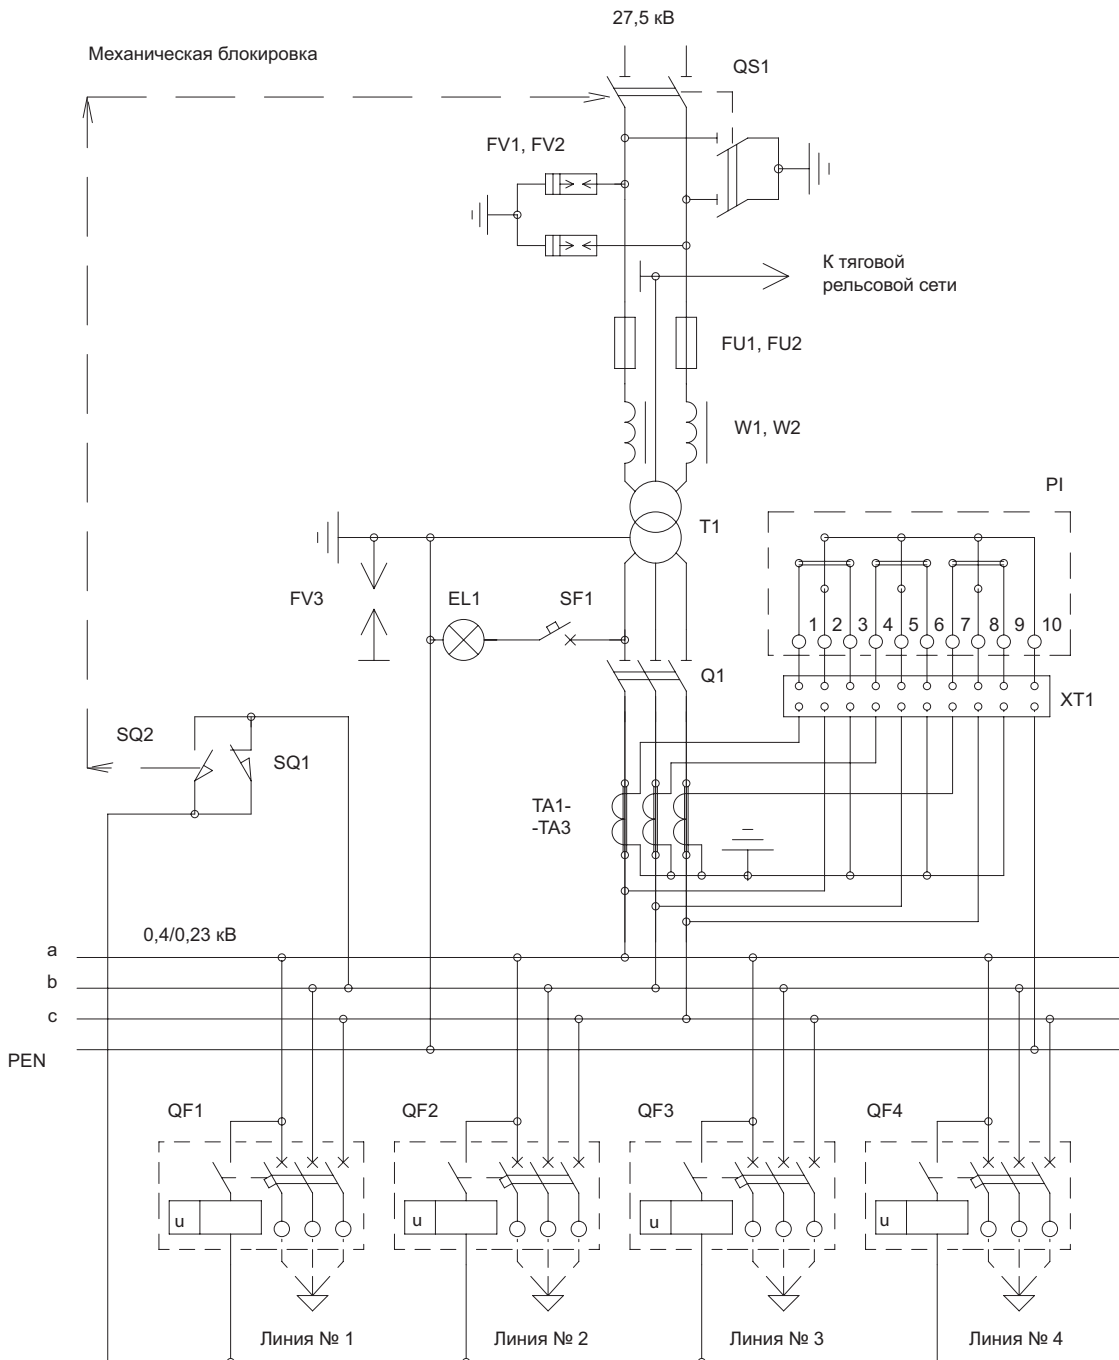 27,5 кВ
Механическая блокировка
QS1
FV1, FV2
К тяговой
рельсовой сети
FU1, FU2
W1, W2
PI
T1
FV3
EL1
SF1
1 2 3 4 5 6 7 8 9 10
Q1
XT1
SQ2
SQ1
TA1-
-TA3
0,4/0,23 кВ
a
b
c
PEN
QF1
QF2
QF3
QF4
u
u
u
u
Линия № 1
Линия № 2
Линия № 3
Линия № 4